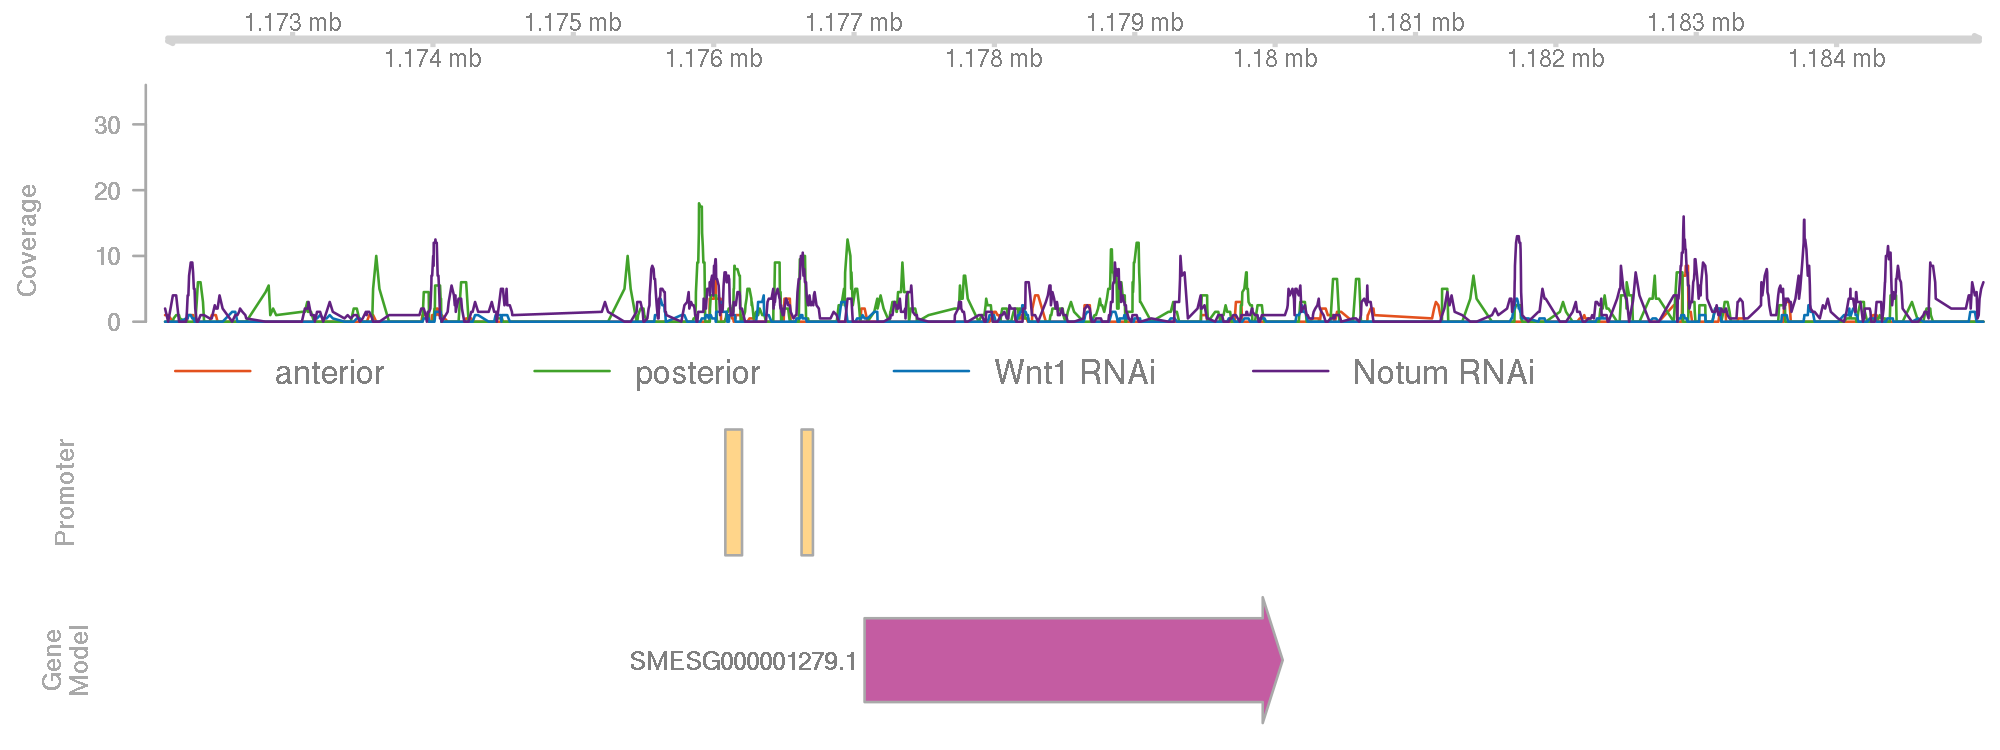 1.173 mb 1.175 mb 1.177 mb 1.179 mb 1.181 mb 1.183 mb
1.174 mb 1.176 mb 1.178 mb 1.18 mb 1.182 mb 1.184 mb
Coverage
30
20
10
0
anterior posterior Wnt1 RNAi Notum RNAi
Promoter
Gene
Model
SMESG000001279.1